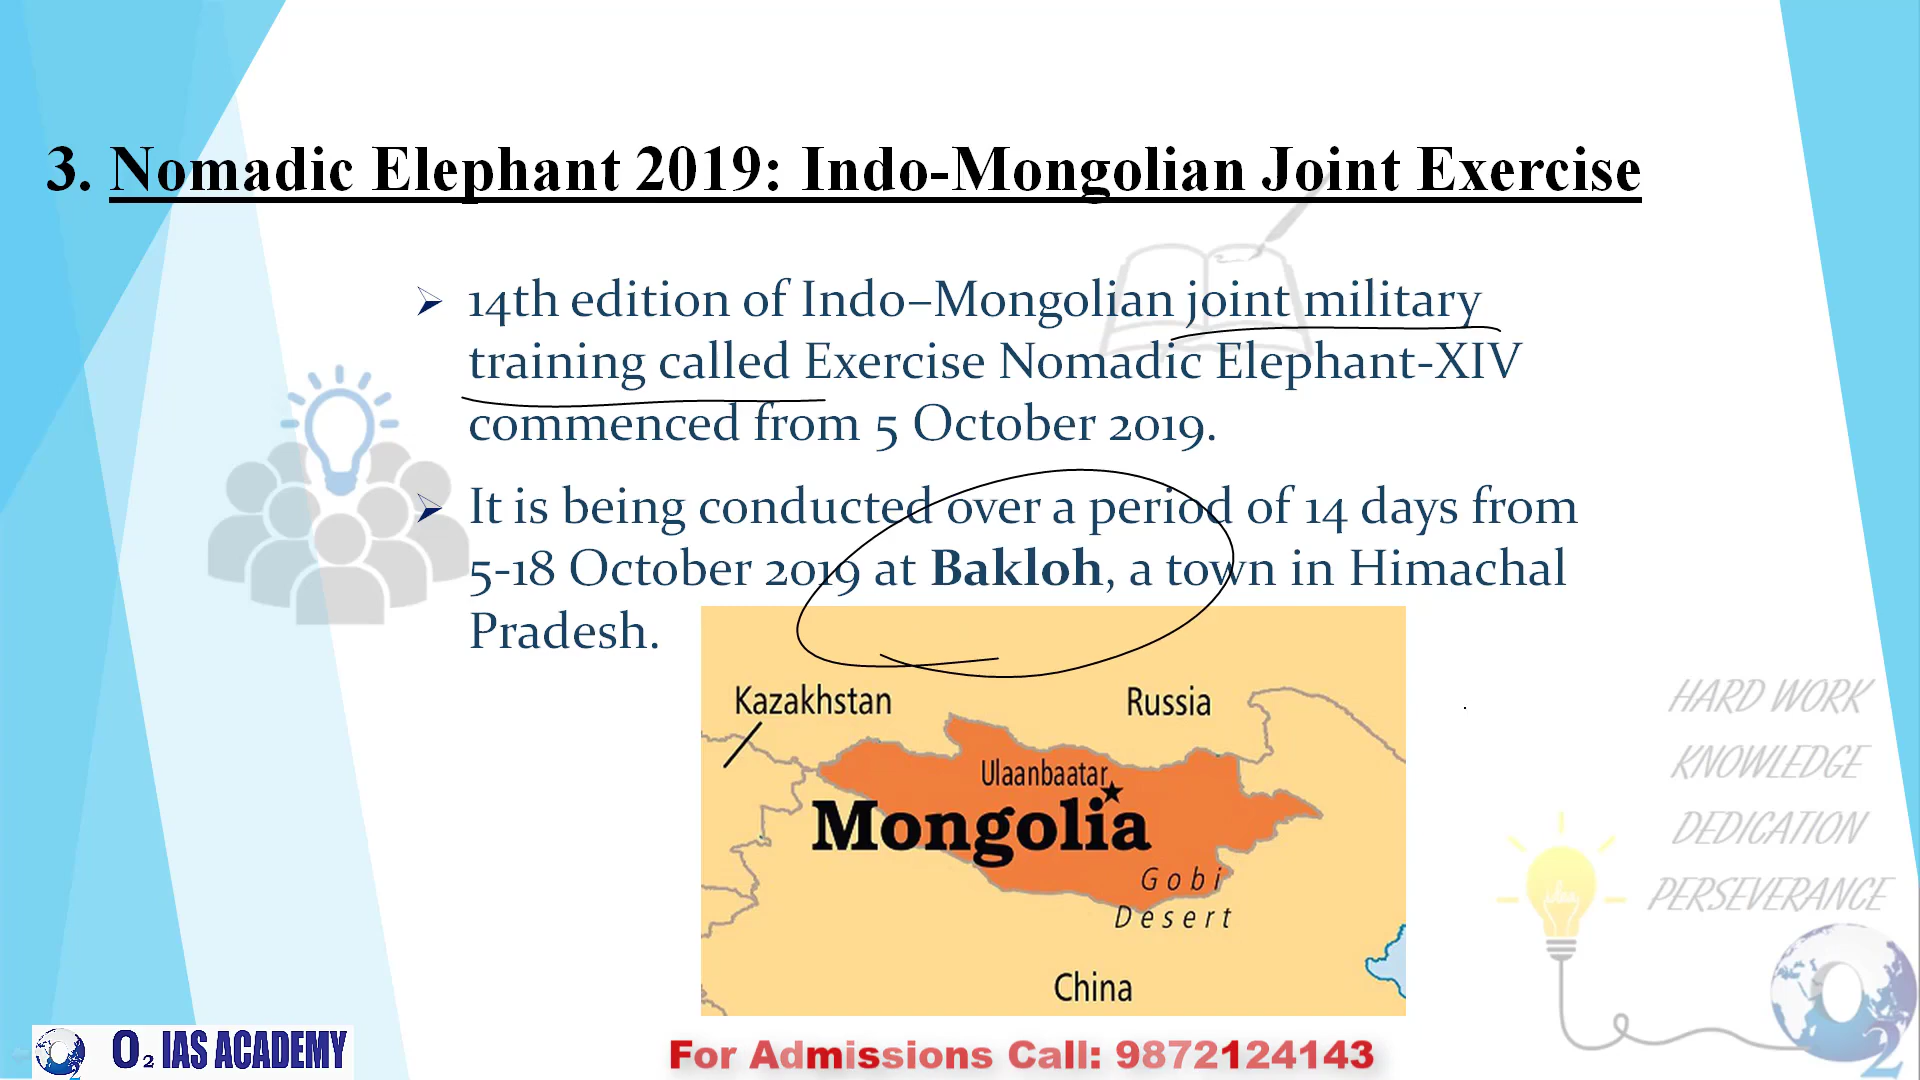 3. Nomadic Elephant 2019: Indo-Mongolian Joint Exercise
➢ 14th edition of Indo–Mongolian joint military
training called Exercise Nomadic Elephant-XIV
commenced from 5 October 2019.
➢ It is being conducted over a period of 14 days from
5-18 October 2019 at Bakloh, a town in Himachal
Pradesh.
Kazakhstan
Russia
Ulaanbaatar
Mongolia
Gobi
Desert
China
HARD WORK
KNOWLEDGE
DEDICATION
PERSEVERANCE
idea
O2
O2 IAS ACADEMY
For Admissions Call: 9872124143